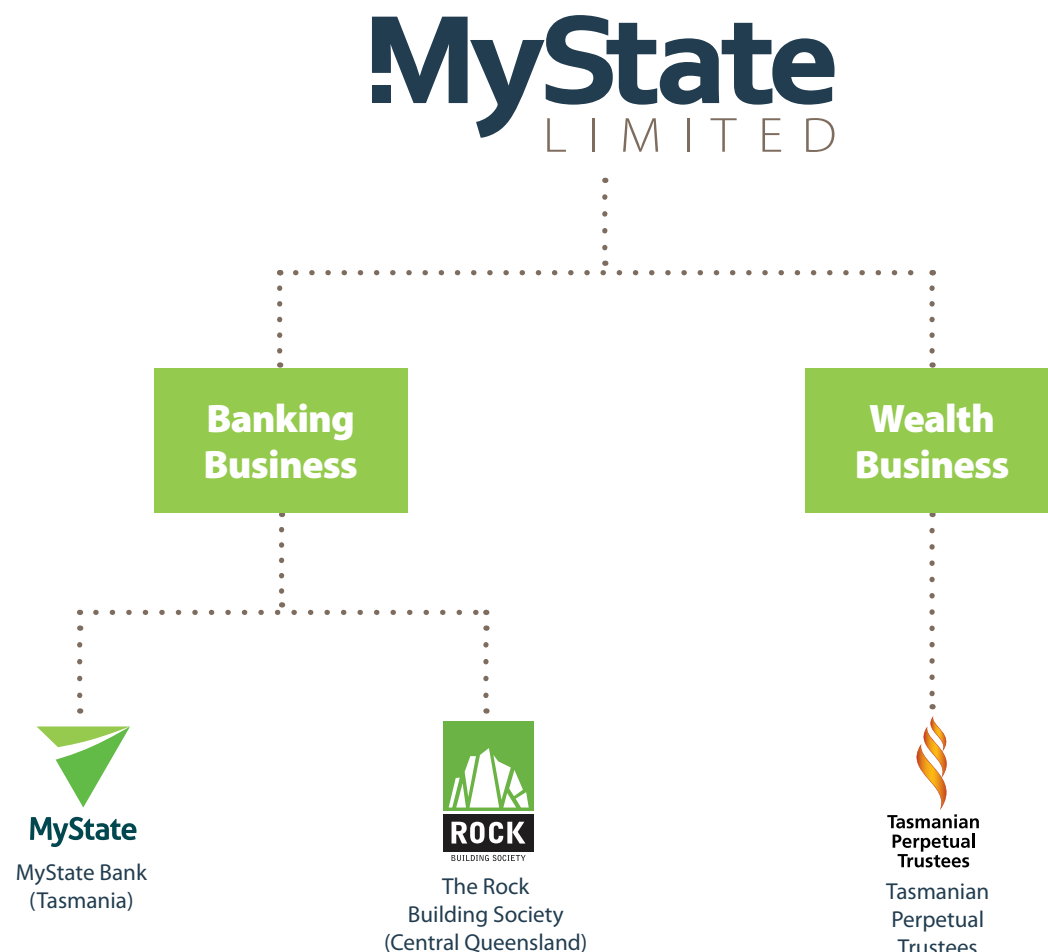 MyState
LIMITED
Banking
Business
Wealth
Business
MyState
MyState Bank
(Tasmania)
ROCK
BUILDING SOCIETY
The Rock
Building Society
(Central Queensland)
Tasmanian
Perpetual
Trustees
Tasmanian
Perpetual
Trustees